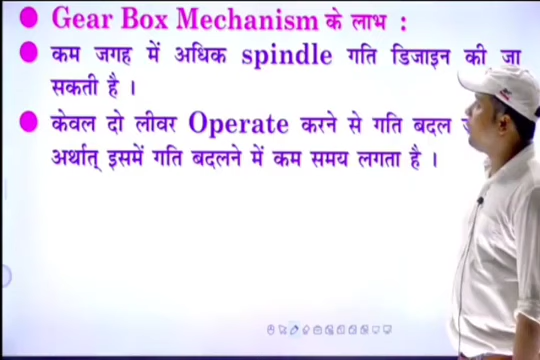 Gear Box Mechanism के लाभ :
कम जगह में अधिक spindle गति डिजाइन की जा
सकती है ।
केवल दो लीवर Operate करने से गति बदल
अर्थात् इसमें गति बदलने में कम समय लगता है ।